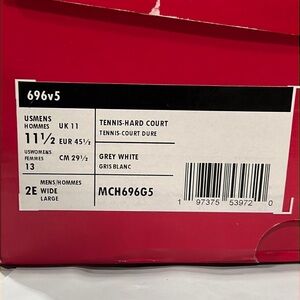 696v5
USMENS
HOMMES
UK 11
11½
EUR 45½
USWOMENS
FEMMES
CM 29½
13
MENS/HOMMES
2E WIDE
LARGE
TENNIS-HARD COURT
TENNIS-COURT DURE
GREY WHITE
GRIS BLANC
MCH696G5
1 97375 53972 0